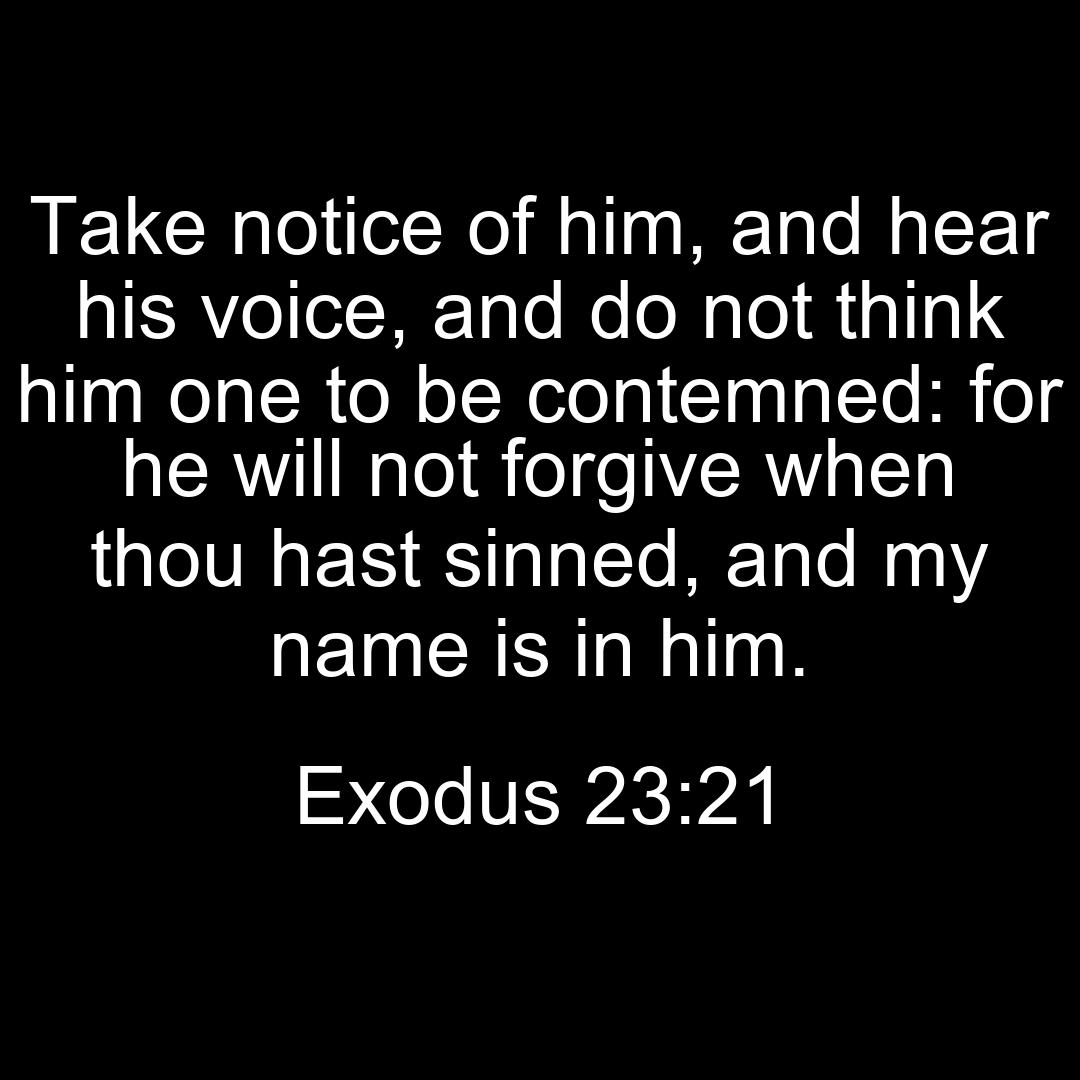 Take notice of him, and hear
his voice, and do not think
him one to be contemned: for
he will not forgive when
thou hast sinned, and my
name is in him.
Exodus 23:21